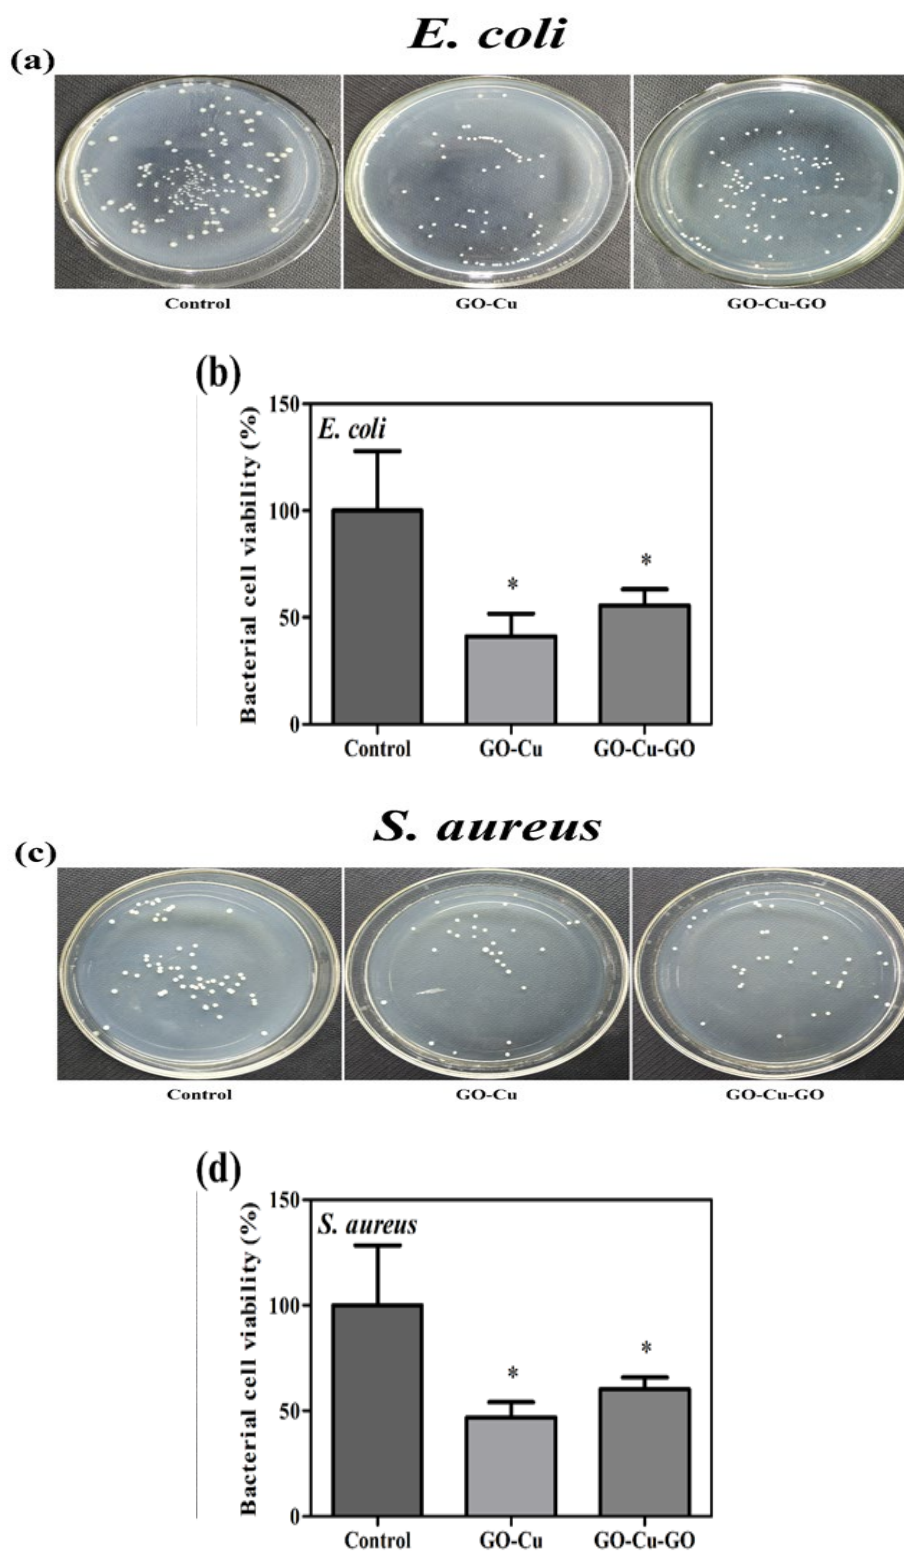 E. coli
(a)
Control GO-Cu GO-Cu-GO
(b)
Bacterial cell viability (%)
150
E. coli
100
* *
50
0
Control GO-Cu GO-Cu-GO
S. aureus
(c)
Control GO-Cu GO-Cu-GO
(d)
Bacterial cell viability (%)
150
S. aureus
100
* *
50
0
Control GO-Cu GO-Cu-GO